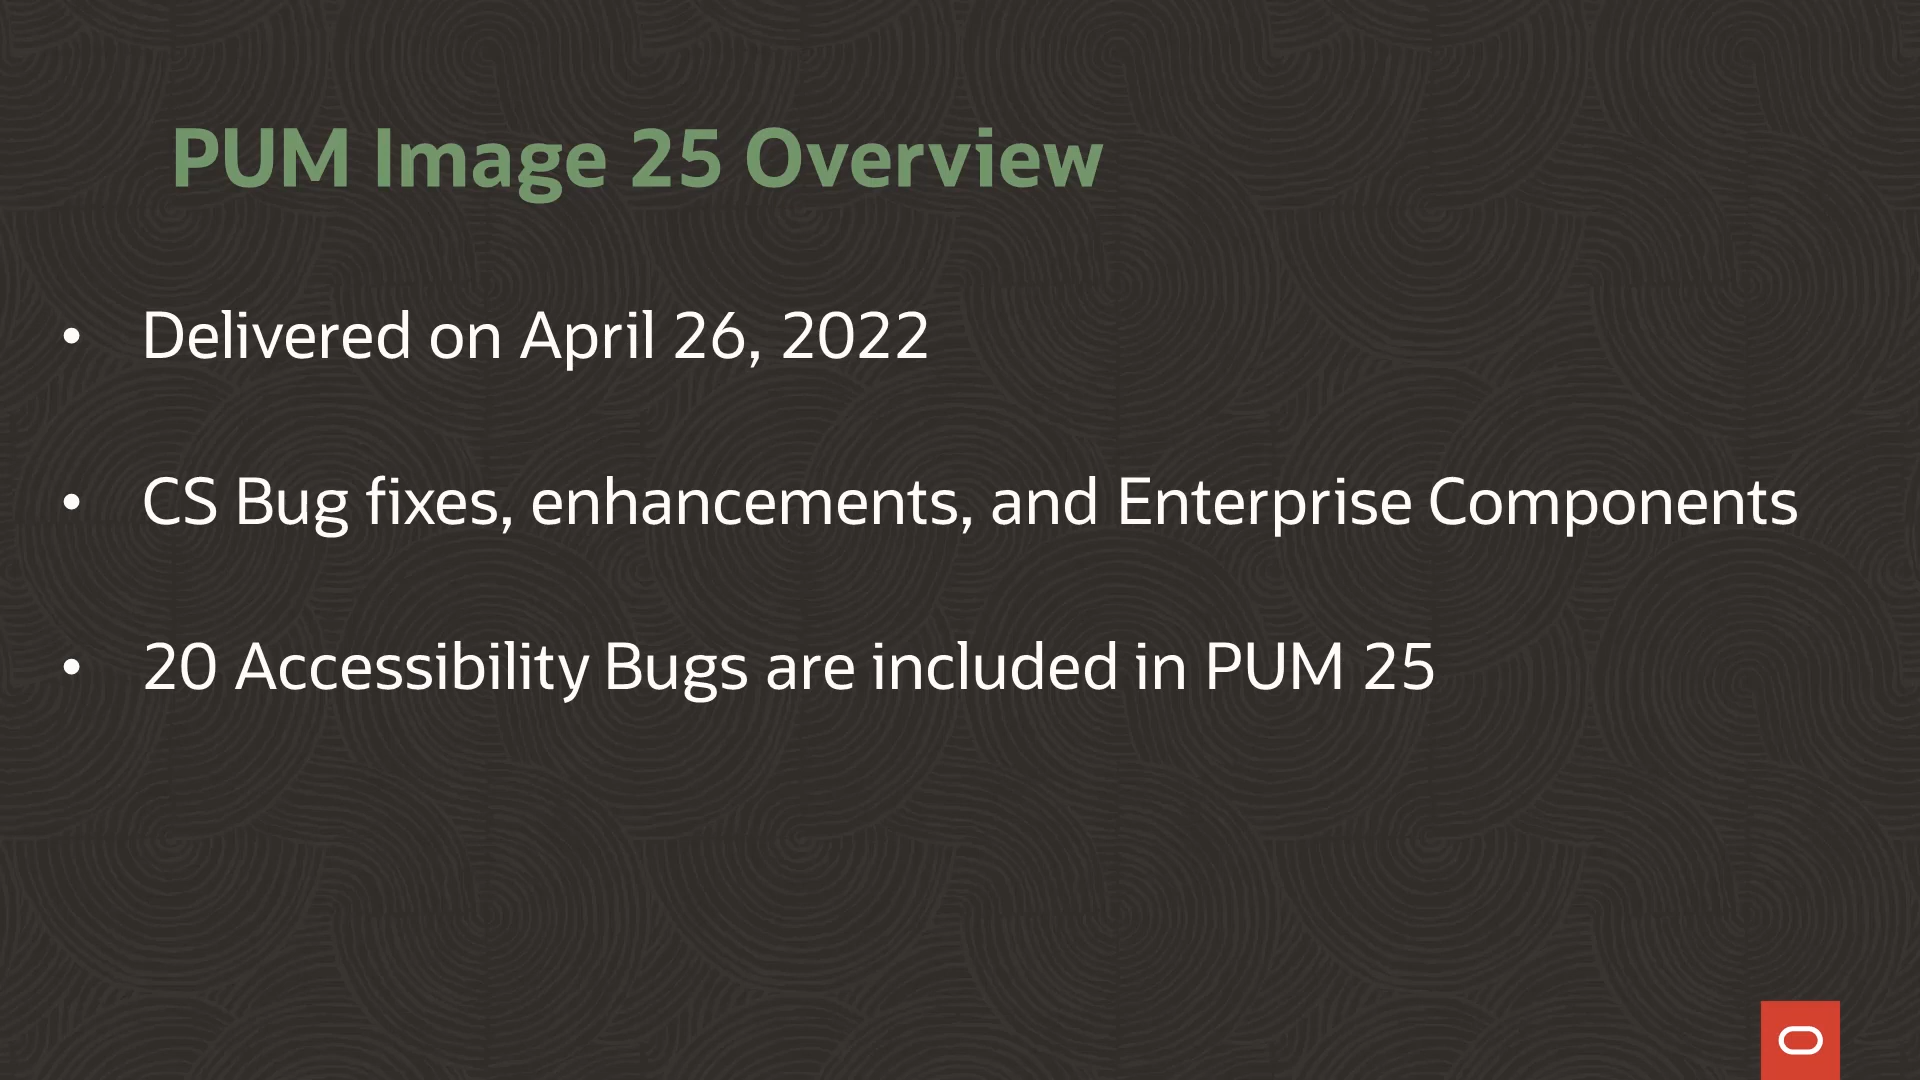 PUM Image 25 Overview
• Delivered on April 26, 2022
• CS Bug fixes, enhancements, and Enterprise Components
• 20 Accessibility Bugs are included in PUM 25